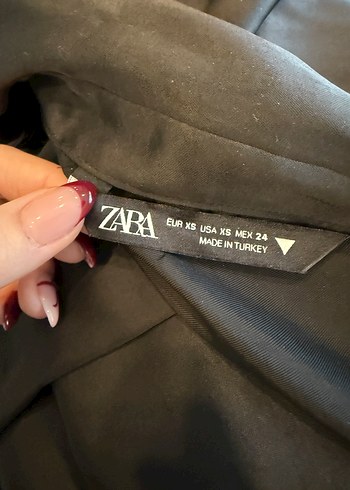 ZARA
EUR XS USA XS MEX 24
MADE IN TURKEY